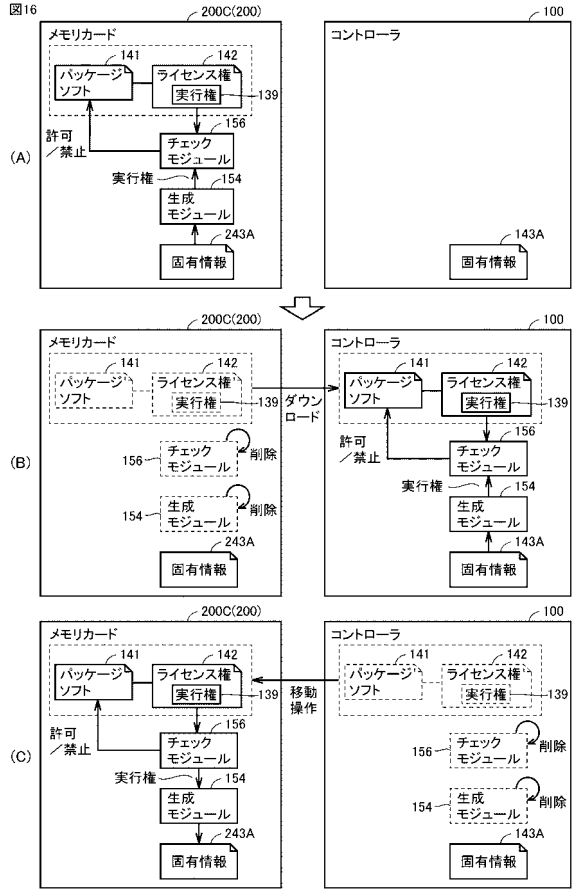 図16
200C(200)
メモリカード
141
142
パッケージ
ソフト
ライセンス権
実行権
139
156
許可
/禁止
チェック
モジュール
実行権
154
生成
モジュール
243A
固有情報
(A)
100
コントローラ
143A
固有情報
200C(200)
メモリカード
141
142
パッケージ
ソフト
ライセンス権
実行権
139
ダウン
ロード
チェック
モジュール
156
削除
生成
モジュール
154
削除
243A
固有情報
(B)
100
コントローラ
141
142
パッケージ
ソフト
ライセンス権
実行権
139
156
許可
/禁止
チェック
モジュール
実行権
154
生成
モジュール
143A
固有情報
200C(200)
メモリカード
141
142
パッケージ
ソフト
ライセンス権
実行権
139
移動
操作
156
許可
/禁止
チェック
モジュール
実行権
154
生成
モジュール
243A
固有情報
(C)
100
コントローラ
141
142
パッケージ
ソフト
ライセンス権
実行権
139
チェック
モジュール
156
削除
生成
モジュール
154
削除
143A
固有情報